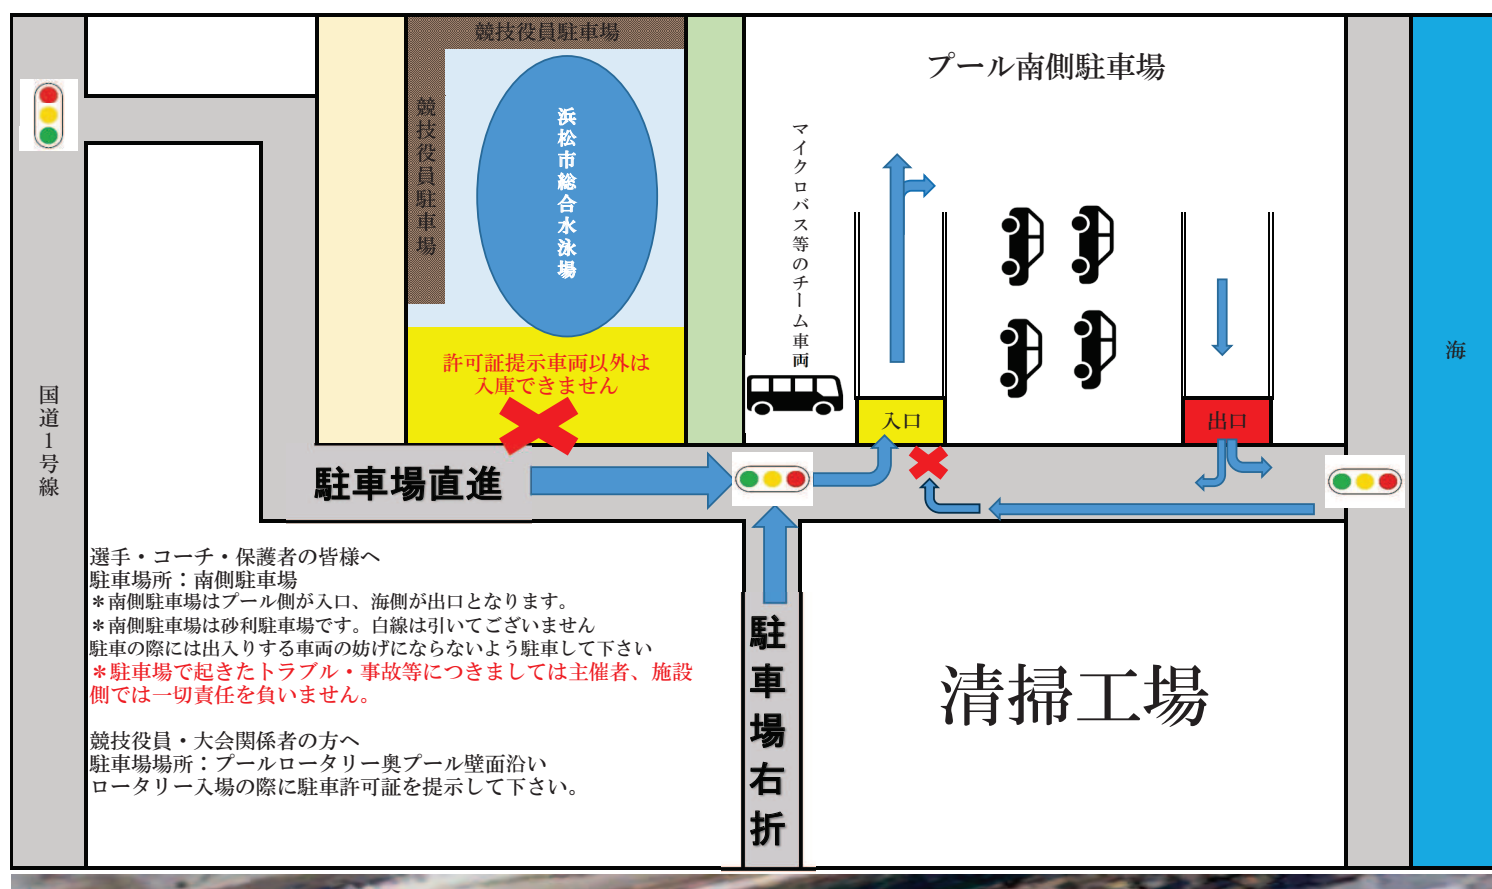 競技役員駐車場
プール南側駐車場
競技役員駐車場
浜松市総合水泳場
マイクロバス等のチーム車両
海
許可証提示車両以外は
入庫できません
国道1号線
入口
出口
駐車場直進
選手・コーチ・保護者の皆様へ
駐車場所：南側駐車場
＊南側駐車場はプール側が入口、海側が出口となります。
＊南側駐車場は砂利駐車場です。白線は引いてございません
駐車の際には出入りする車両の妨げにならないよう駐車して下さい
＊駐車場で起きたトラブル・事故等につきましては主催者、施設
側では一切責任を負いません。
競技役員・大会関係者の方へ
駐車場場所：プールロータリー奥プール壁面沿い
ロータリー入場の際に駐車許可証を提示して下さい。
駐車場右折
清掃工場